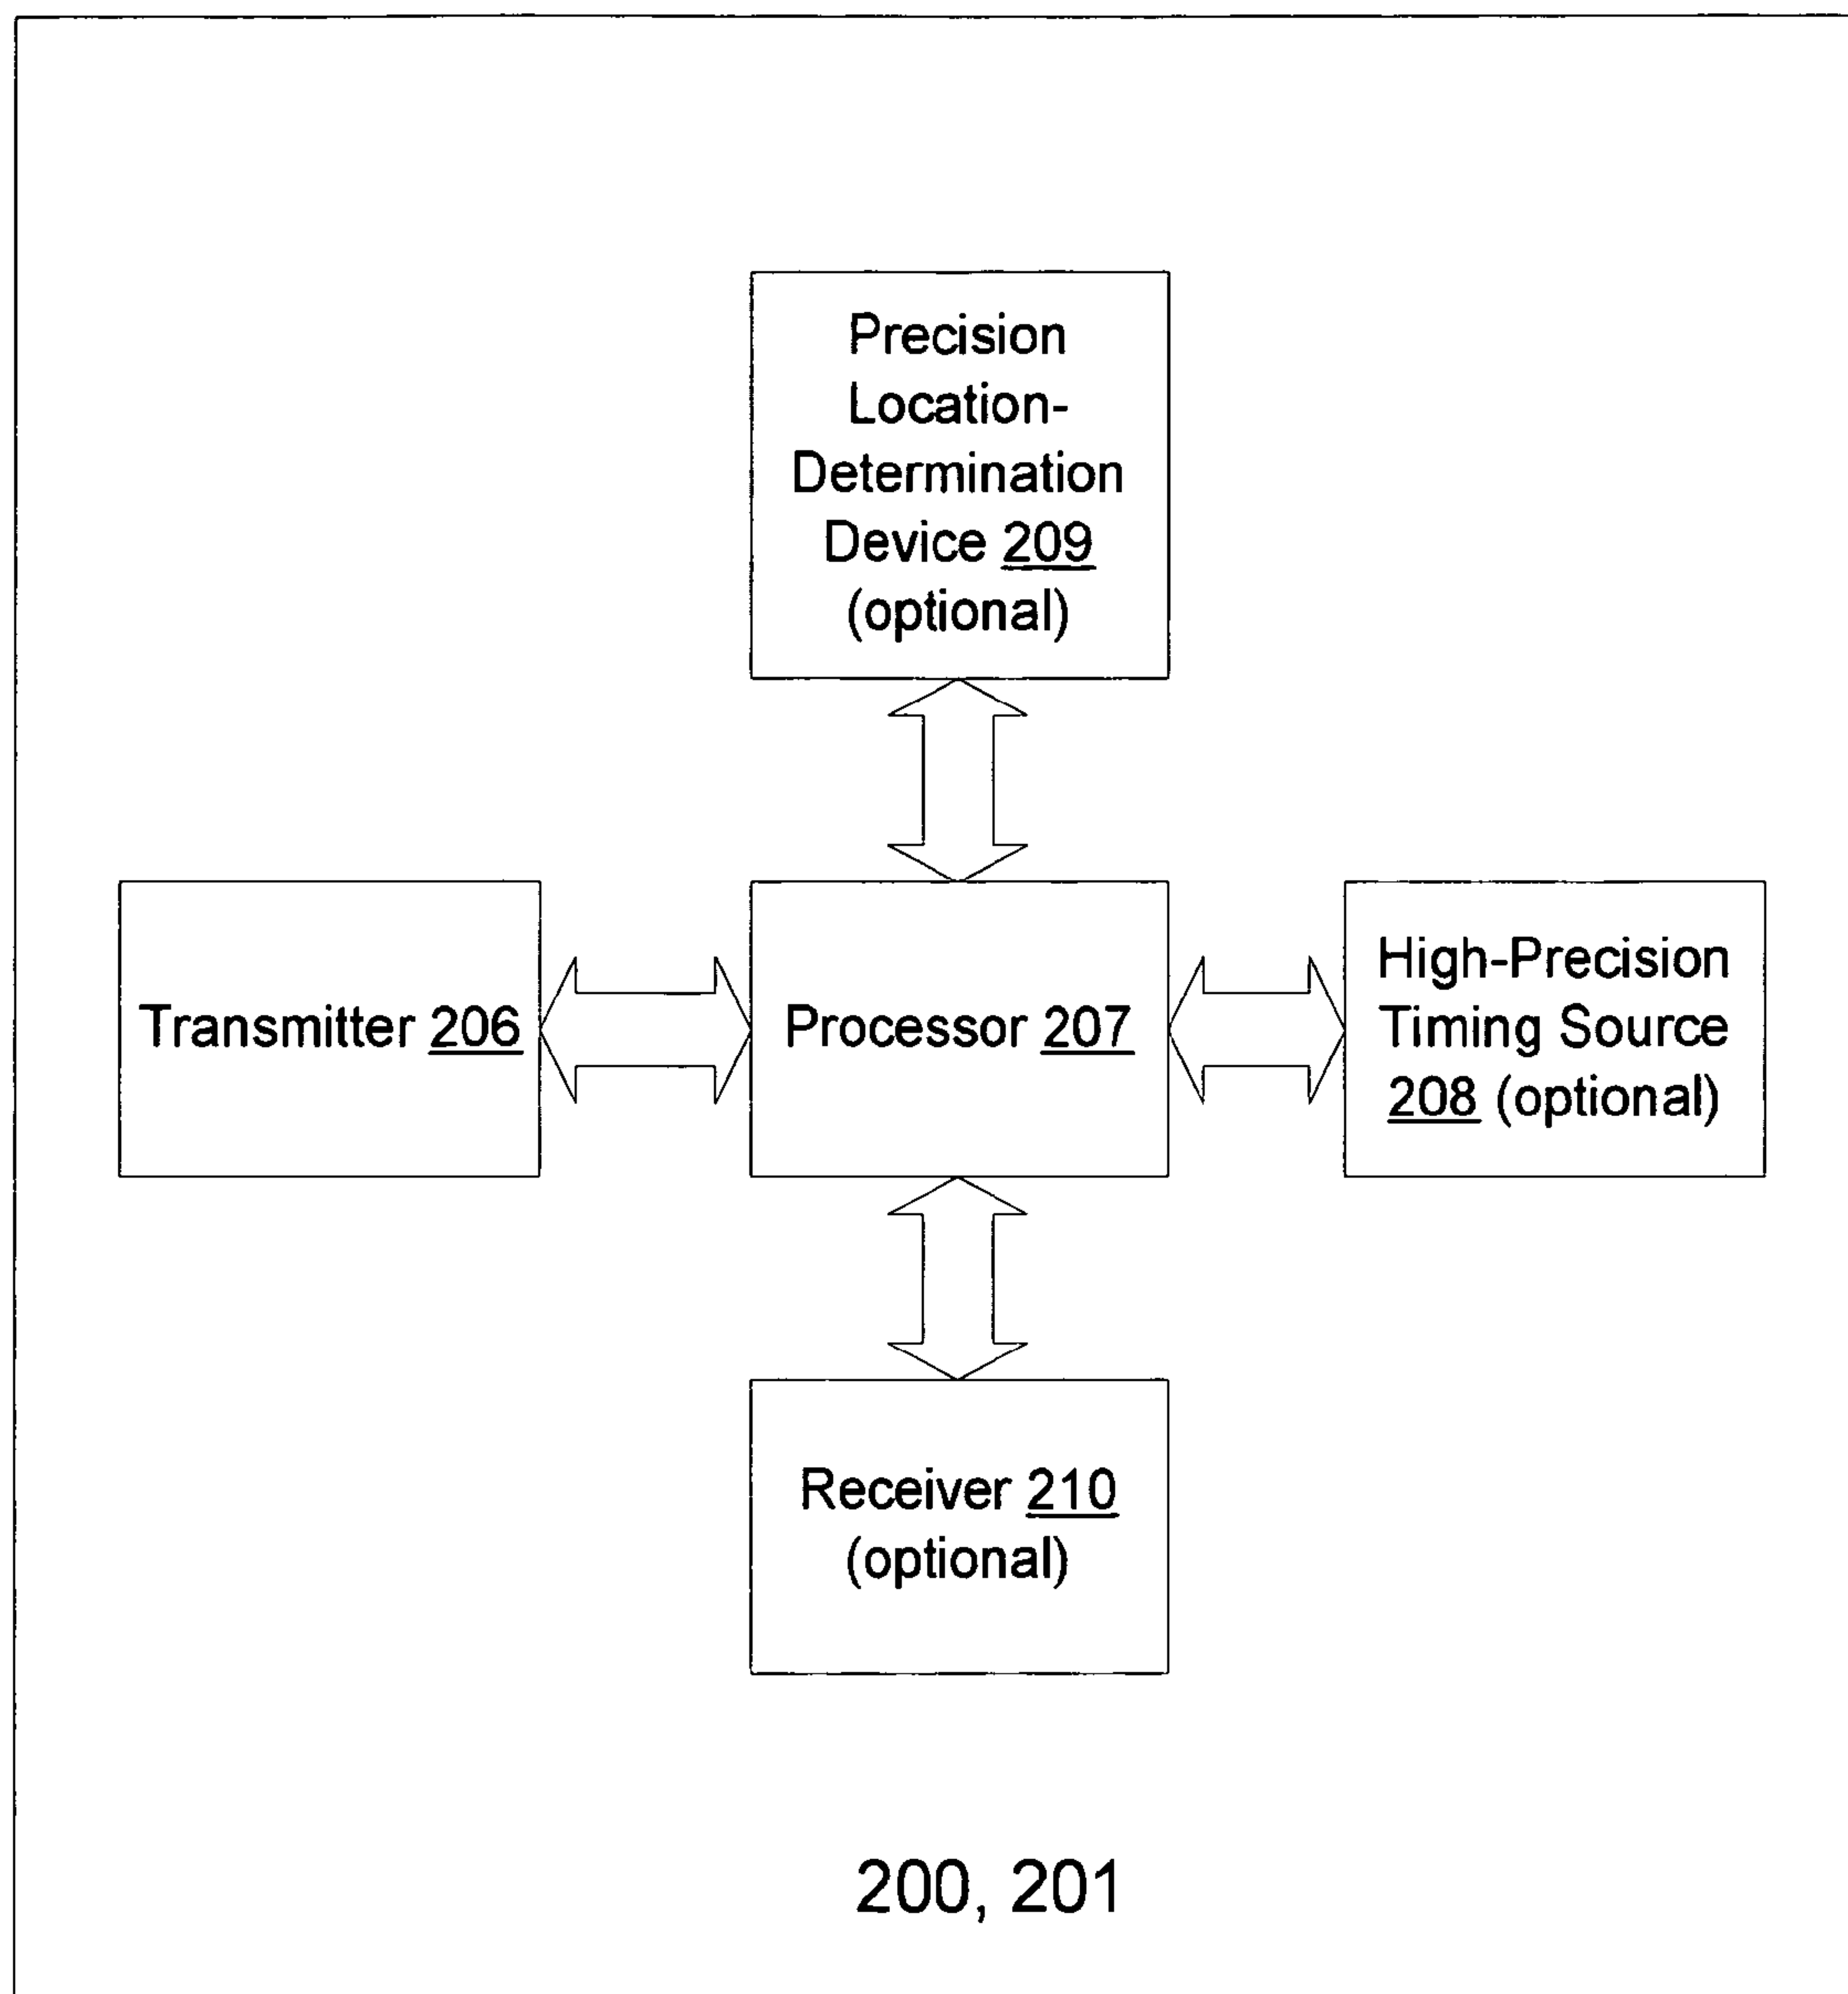 Precision
Location-
Determination
Device 209
(optional)
Transmitter 206
Processor 207
High-Precision
Timing Source
208 (optional)
Receiver 210
(optional)
200, 201